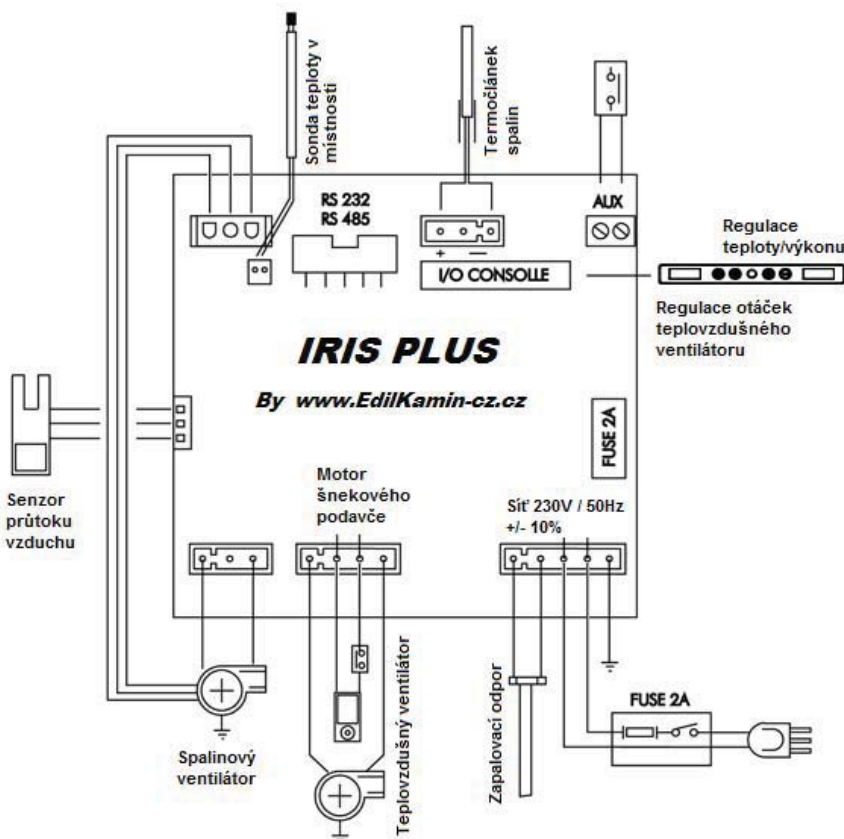 Sonda teploty v
místnosti
Termočlánek
spalin
RS 232
RS 485
AUX
+ —
I/O CONSOLLE
Regulace
teploty/výkonu
Regulace otáček
teplovzdušného
ventilátoru
IRIS PLUS
By www.EdilKamin-cz.cz
FUSE 2A
Senzor
průtoku
vzduchu
Motor
šnekového
podavče
Síť 230V / 50Hz
+/- 10%
Spalinový
ventilátor
Teplovzdušný ventilátor
Zapalovací odpor
FUSE 2A